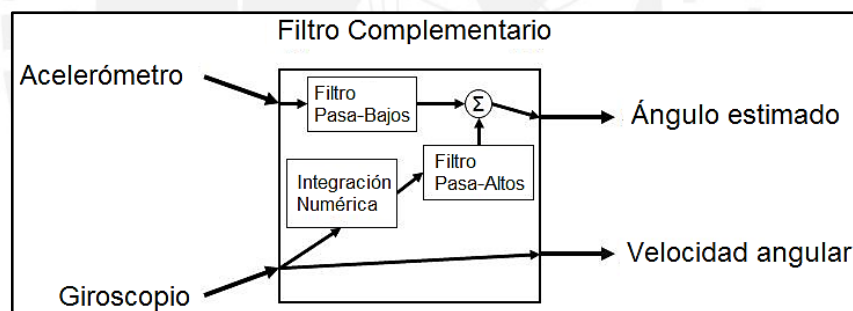 Filtro Complementario
Acelerómetro
Filtro
Pasa-Bajos
Σ
Ángulo estimado
Filtro
Pasa-Altos
Integración
Numérica
Velocidad angular
Giroscopio